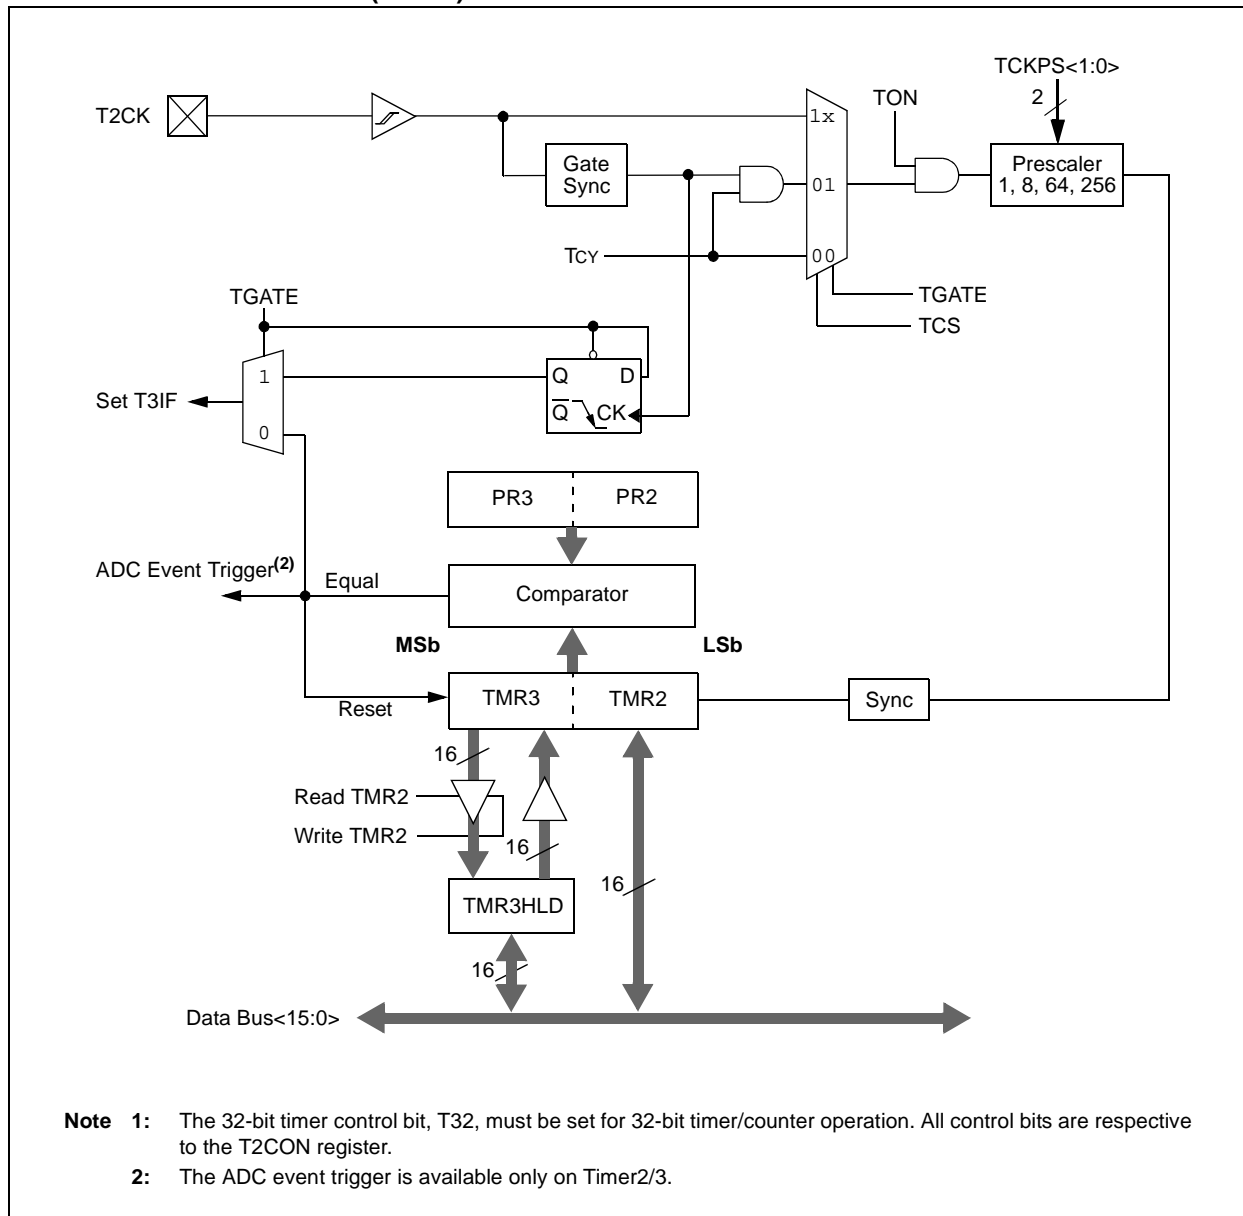 TCKPS<1:0>
2
TON
T2CK
1x
Gate
Sync
Prescaler
1, 8, 64, 256
01
TCY
00
TGATE
TCS
TGATE
1
Q D
Set T3IF
Q CK
0
PR3 PR2
ADC Event Trigger(2)
Equal
Comparator
MSb LSb
TMR3 TMR2
Sync
Reset
16
Read TMR2
Write TMR2
16
16
TMR3HLD
16
Data Bus<15:0>
Note 1: The 32-bit timer control bit, T32, must be set for 32-bit timer/counter operation. All control bits are respective
to the T2CON register.
2: The ADC event trigger is available only on Timer2/3.